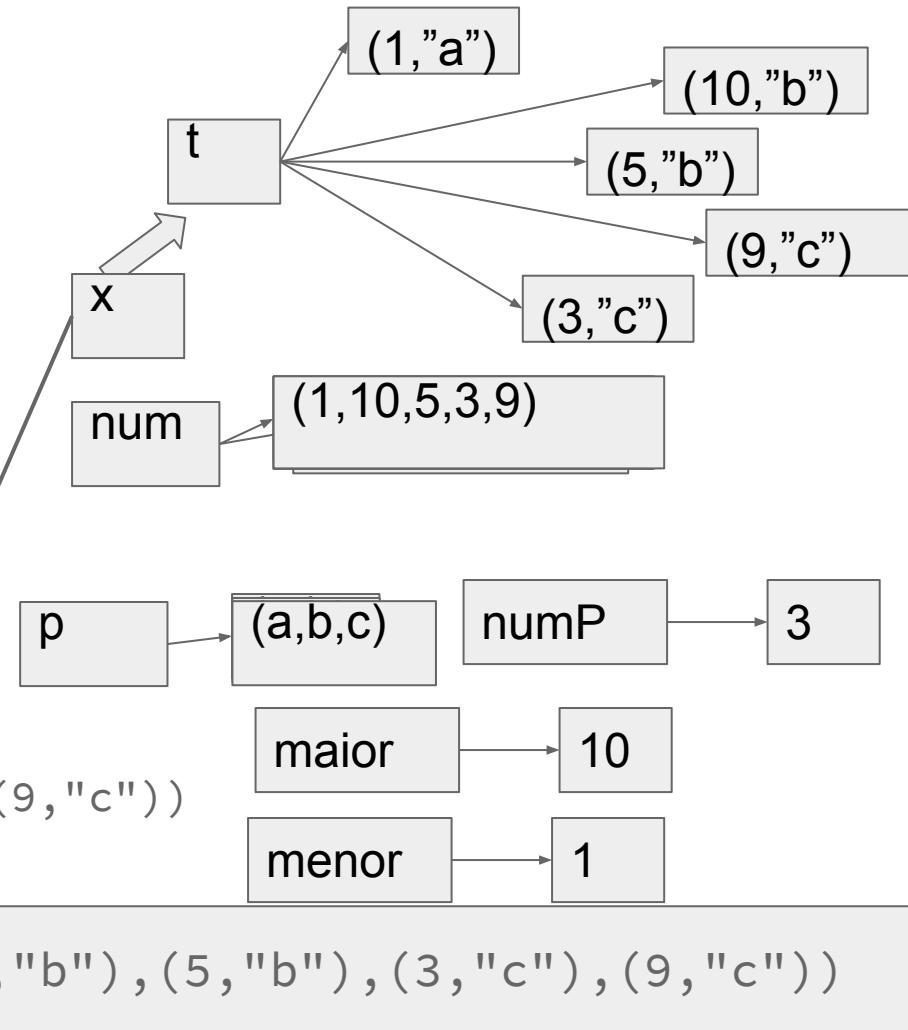 (1,”a”)
(10,”b”)
t
(5,”b”)
(9,”c”)
x
(3,”c”)
num
(1,10,5,3,9)
p
(a,b,c)
numP
3
maior
10
(9,"c"))
menor
1
"b"),(5,"b"),(3,"c"),(9,"c"))